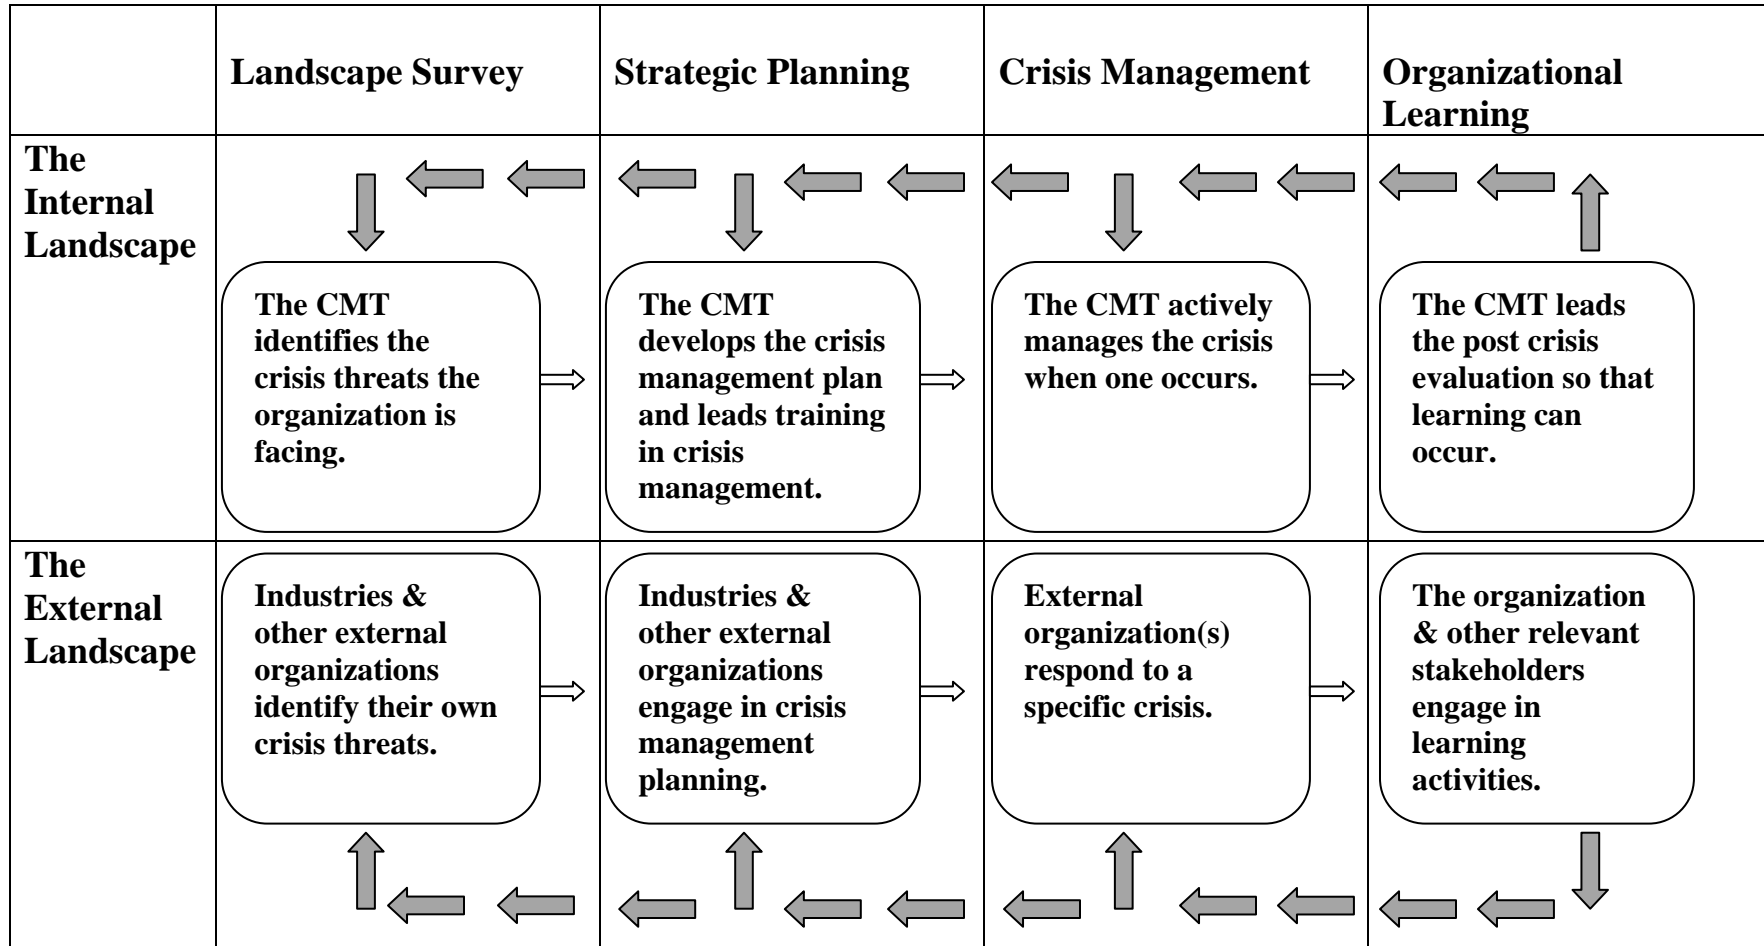 Landscape Survey
Strategic Planning
Crisis Management
Organizational
Learning
The
Internal
Landscape
The CMT
identifies the
crisis threats the
organization is
facing.
The CMT
develops the crisis
management plan
and leads training
in crisis
management.
The CMT actively
manages the crisis
when one occurs.
The CMT leads
the post crisis
evaluation so that
learning can
occur.
The
External
Landscape
Industries &
other external
organizations
identify their own
crisis threats.
Industries &
other external
organizations
engage in crisis
management
planning.
External
organization(s)
respond to a
specific crisis.
The organization
& other relevant
stakeholders
engage in
learning
activities.